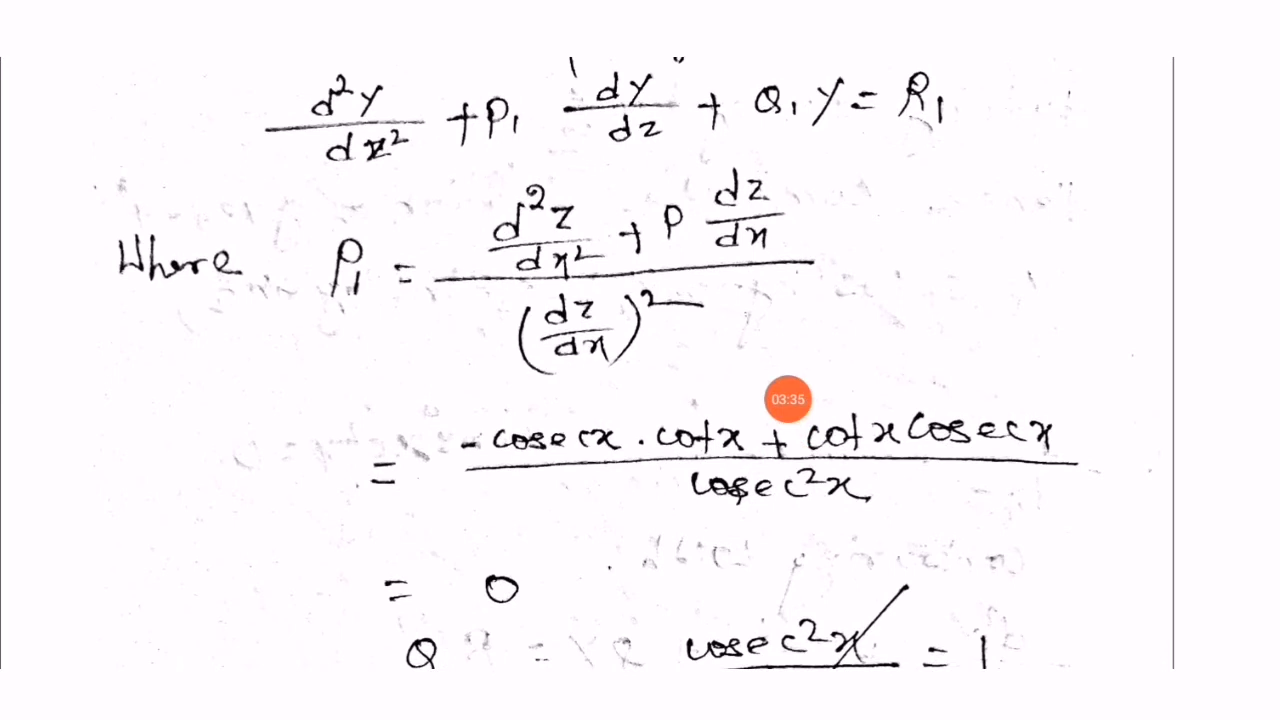 d²y/dz² + P₁ dy/dz + Q₁ y = R₁
Where P₁ = (d²z/dx² + P dz/dx) / (dz/dx)²
03:35
= (- cosecx . cotx + cotx cosecx) / cosec²x
= 0
Q cosec²x = 1